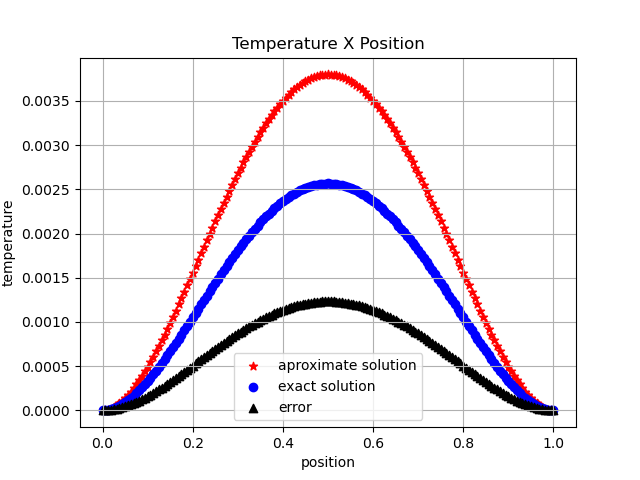 Temperature X Position
0.0035
0.0030
0.0025
0.0020
0.0015
0.0010
0.0005
0.0000
temperature
aproximate solution
exact solution
error
0.0
0.2
0.4
0.6
0.8
1.0
position